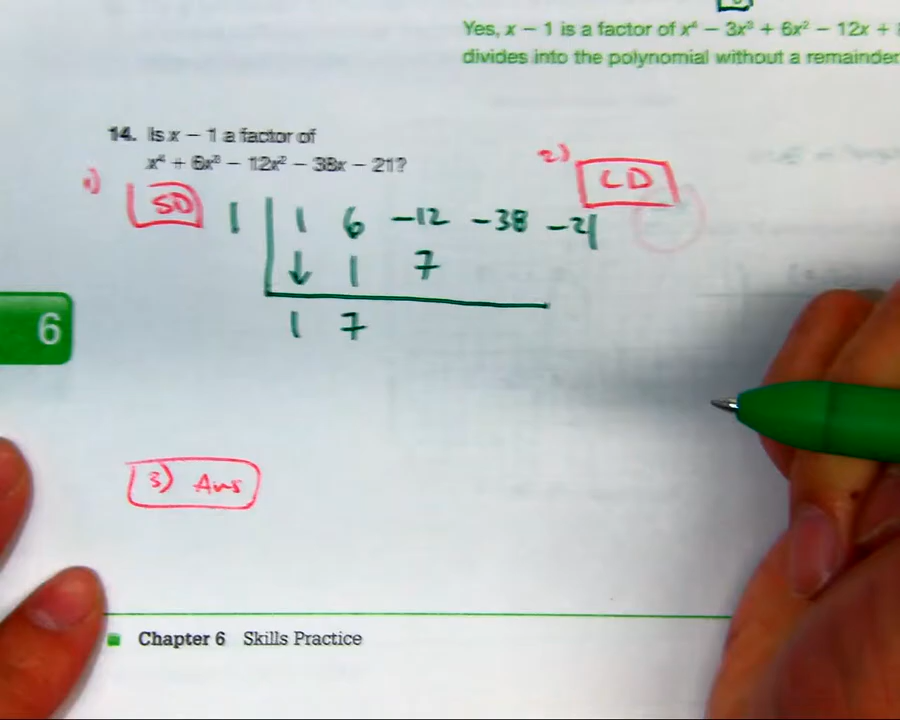 Yes, x − 1 is a factor of x⁴ − 3x³ + 6x² − 12x +
divides into the polynomial without a remainder
14. Is x − 1 a factor of
x⁴ + 6x³ − 12x² − 38x − 21?
1) SD
2) LD
1 | 1 6 −12 −38 −21
↓ 1 7
1 7
6
3) Ans
Chapter 6 Skills Practice